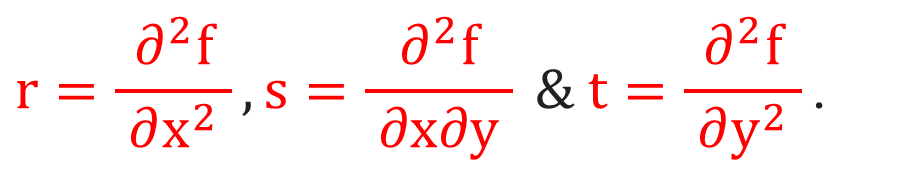 r = ∂²f/∂x² , s = ∂²f/∂x∂y & t = ∂²f/∂y² .